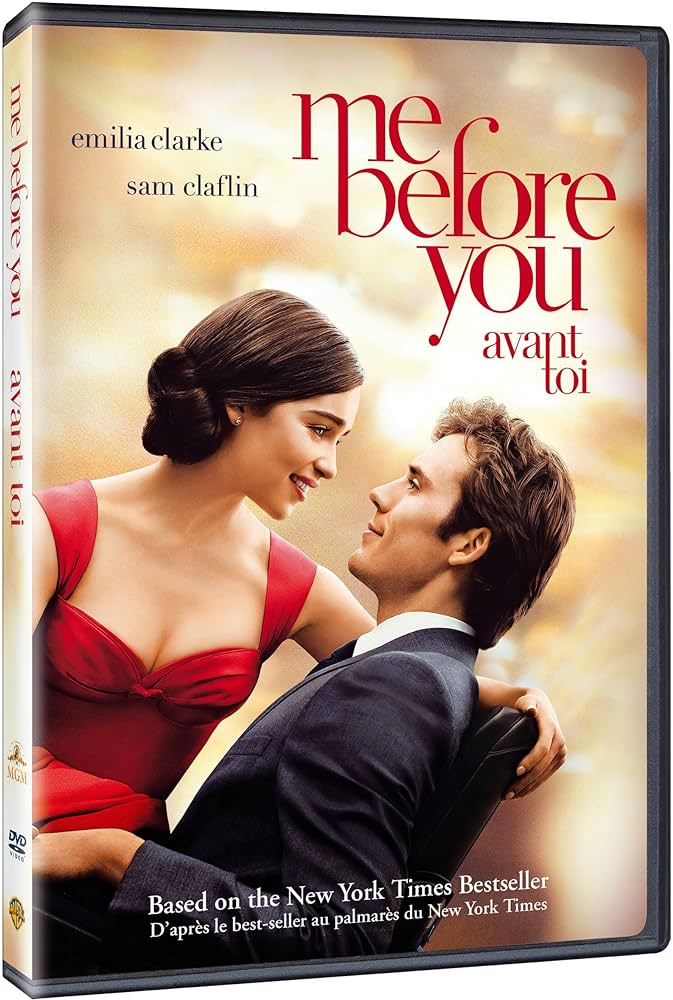 me before you avant toi
MGM
DVD
VIDEO
emilia clarke
sam claflin
me
before
you
avant
toi
Based on the New York Times Bestseller
D'après le best-seller au palmarès du New York Times